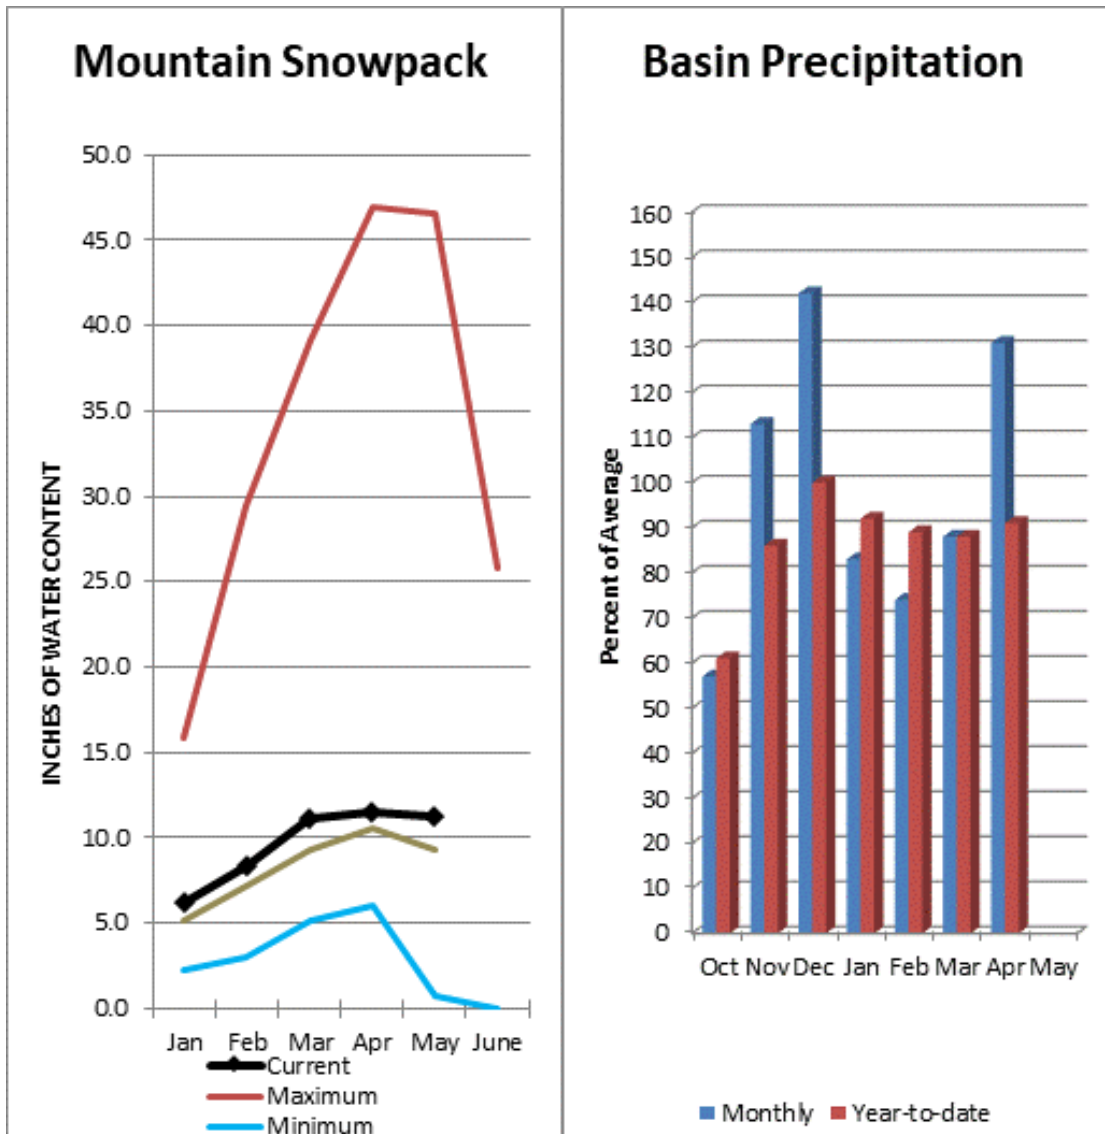 Mountain Snowpack
INCHES OF WATER CONTENT
50.0
45.0
40.0
35.0
30.0
25.0
20.0
15.0
10.0
5.0
0.0
Jan Feb Mar Apr May June
Current
Maximum
Minimum
Basin Precipitation
Percent of Average
160
150
140
130
120
110
100
90
80
70
60
50
40
30
20
10
0
Oct Nov Dec Jan Feb Mar Apr May
Monthly Year-to-date